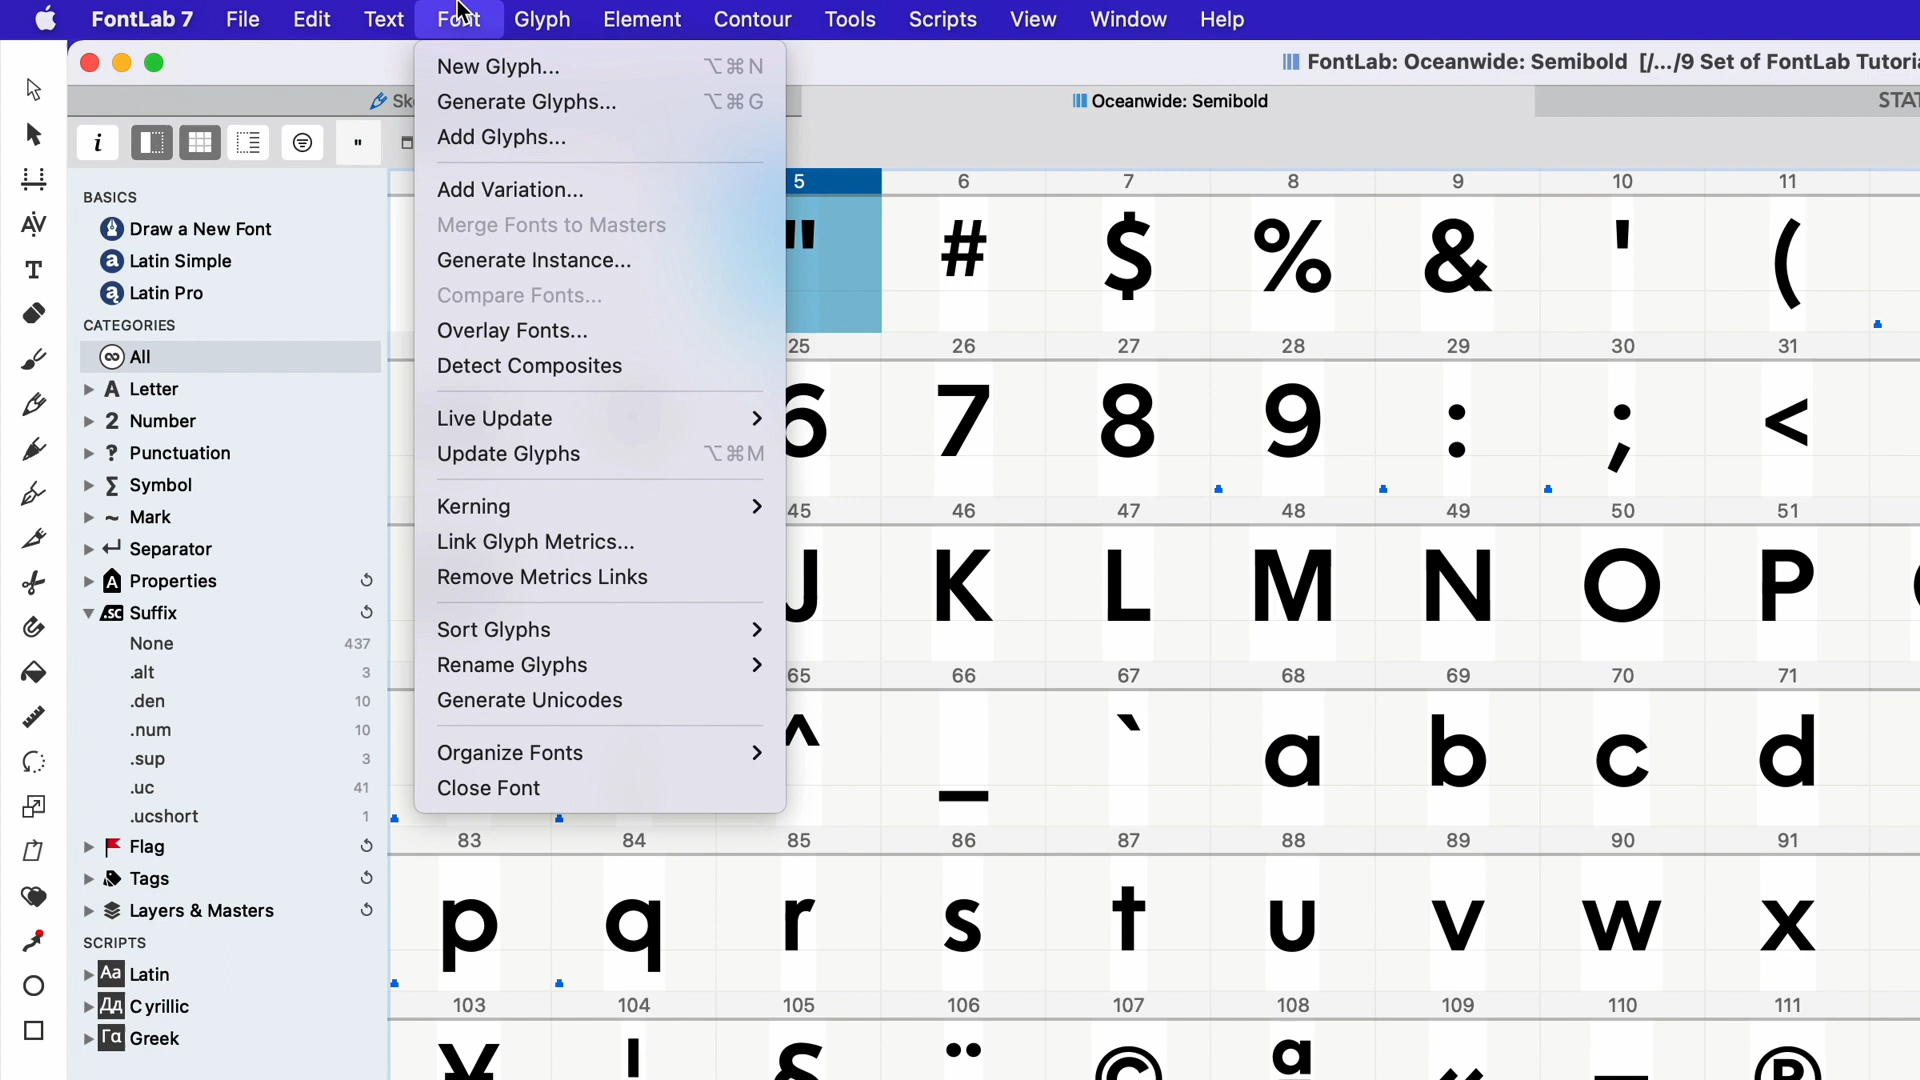 FontLab 7 File Edit Text Font Glyph Element Contour Tools Scripts View Window Help
FontLab: Oceanwide: Semibold [/.../9 Set of FontLab Tutori
Oceanwide: Semibold
STAT
i
"
New Glyph... ⌥⌘N
Generate Glyphs... ⌥⌘G
Add Glyphs...
Add Variation...
Merge Fonts to Masters
Generate Instance...
Compare Fonts...
Overlay Fonts...
Detect Composites
Live Update
Update Glyphs ⌥⌘M
Kerning
Link Glyph Metrics...
Remove Metrics Links
Sort Glyphs
Rename Glyphs
Generate Unicodes
Organize Fonts
Close Font
BASICS
Draw a New Font
Latin Simple
Latin Pro
CATEGORIES
All
A Letter
2 Number
? Punctuation
Σ Symbol
~ Mark
Separator
A Properties
.sc Suffix
None 437
.alt 3
.den 10
.num 10
.sup 3
.uc 41
.ucshort 1
Flag
Tags
Layers & Masters
SCRIPTS
Aa Latin
Дд Cyrillic
Γα Greek
5 6 7 8 9 10 11
" # $ % & ' (
25 26 27 28 29 30 31
6 7 8 9 : ; <
45 46 47 48 49 50 51
J K L M N O P
65 66 67 68 69 70 71
^ _ ` a b c d
83 84 85 86 87 88 89 90 91
p q r s t u v w x
103 104 105 106 107 108 109 110 111
¥ ¦ § ¨ © ª « ®